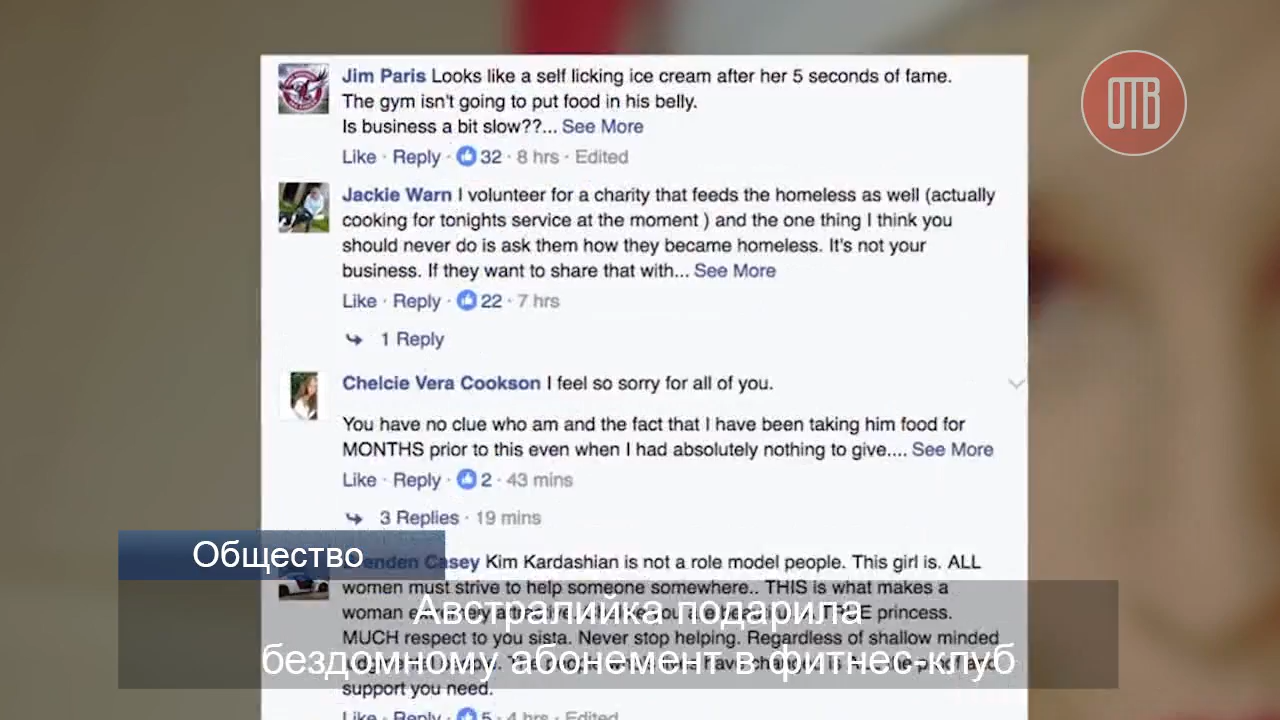 ОТВ
Jim Paris Looks like a self licking ice cream after her 5 seconds of fame.
The gym isn't going to put food in his belly.
Is business a bit slow??... See More
Like · Reply · 32 · 8 hrs · Edited
Jackie Warn I volunteer for a charity that feeds the homeless as well (actually
cooking for tonights service at the moment ) and the one thing I think you
should never do is ask them how they became homeless. It's not your
business. If they want to share that with... See More
Like · Reply · 22 · 7 hrs
1 Reply
Chelcie Vera Cookson I feel so sorry for all of you.
You have no clue who am and the fact that I have been taking him food for
MONTHS prior to this even when I had absolutely nothing to give.... See More
Like · Reply · 2 · 43 mins
3 Replies · 19 mins
Общество
Casey Kim Kardashian is not a role model people. This girl is. ALL
women must strive to help someone somewhere.. THIS is what makes a
woman princess.
Австралийка подарила
MUCH respect to you sista. Never stop helping. Regardless of shallow minded
бездомному абонемент в фитнес-клуб
support you need.
Like · Reply · 5 · 4 hrs · Edited